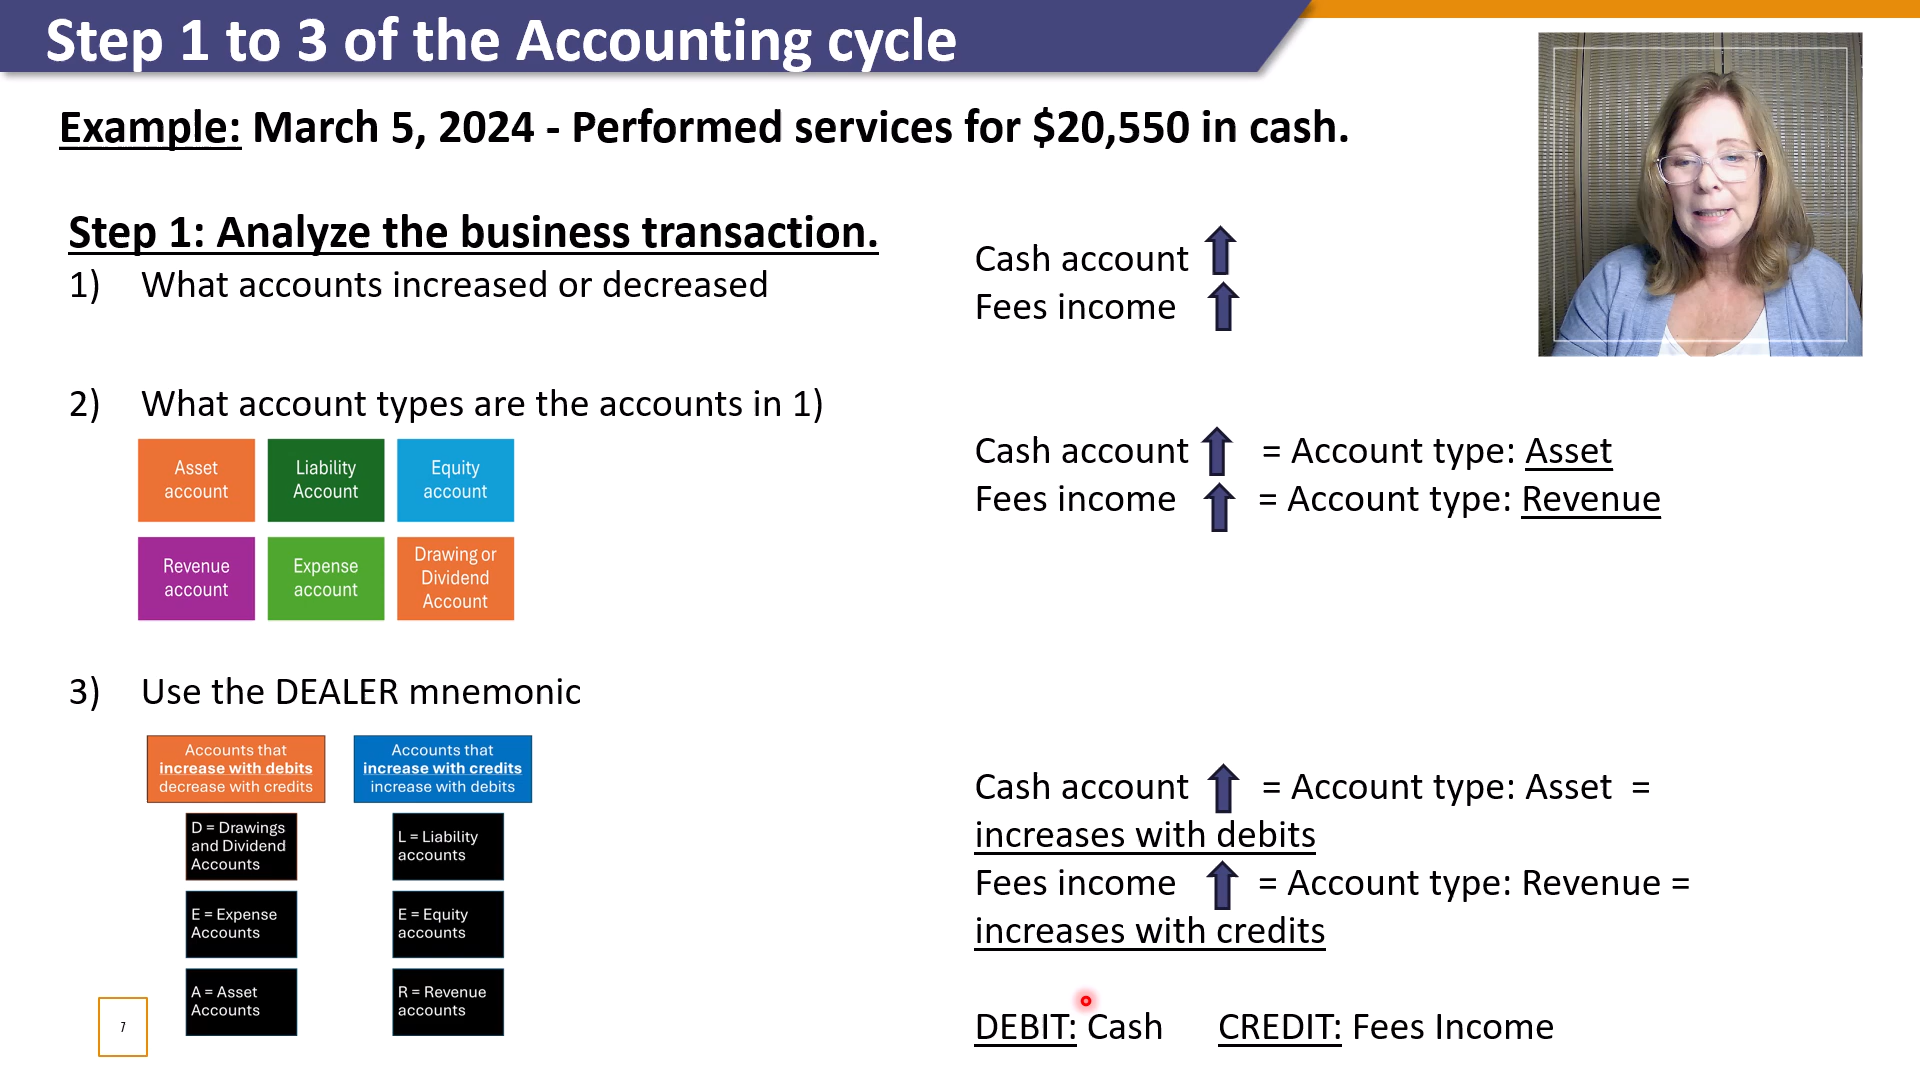 Step 1 to 3 of the Accounting cycle
Example: March 5, 2024 - Performed services for $20,550 in cash.
Step 1: Analyze the business transaction.
1) What accounts increased or decreased
Cash account
Fees income
2) What account types are the accounts in 1)
Asset
account
Liability
Account
Equity
account
Revenue
account
Expense
account
Drawing or
Dividend
Account
Cash account = Account type: Asset
Fees income = Account type: Revenue
3) Use the DEALER mnemonic
Accounts that
increase with debits
decrease with credits
Accounts that
increase with credits
increase with debits
D = Drawings
and Dividend
Accounts
L = Liability
accounts
E = Expense
Accounts
E = Equity
accounts
A = Asset
Accounts
R = Revenue
accounts
Cash account = Account type: Asset =
increases with debits
Fees income = Account type: Revenue =
increases with credits
DEBIT: Cash CREDIT: Fees Income
7